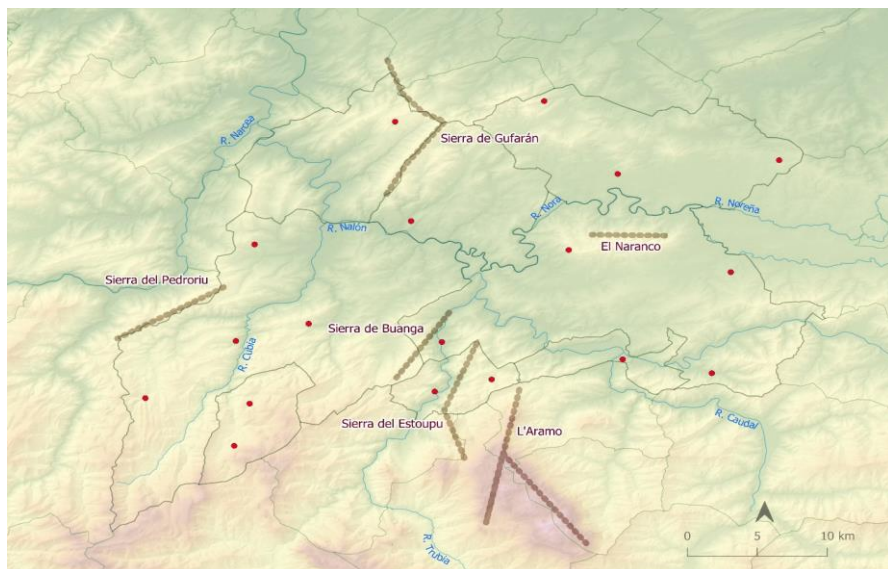 R. Narcea
Sierra de Gufarán
R. Nora
R. Noreña
R. Nalón
El Naranco
Sierra del Pedroriu
Sierra de Buanga
R. Cubia
R. Caudal
Sierra del Estoupu
L'Aramo
R. Trubia
0 5 10 km